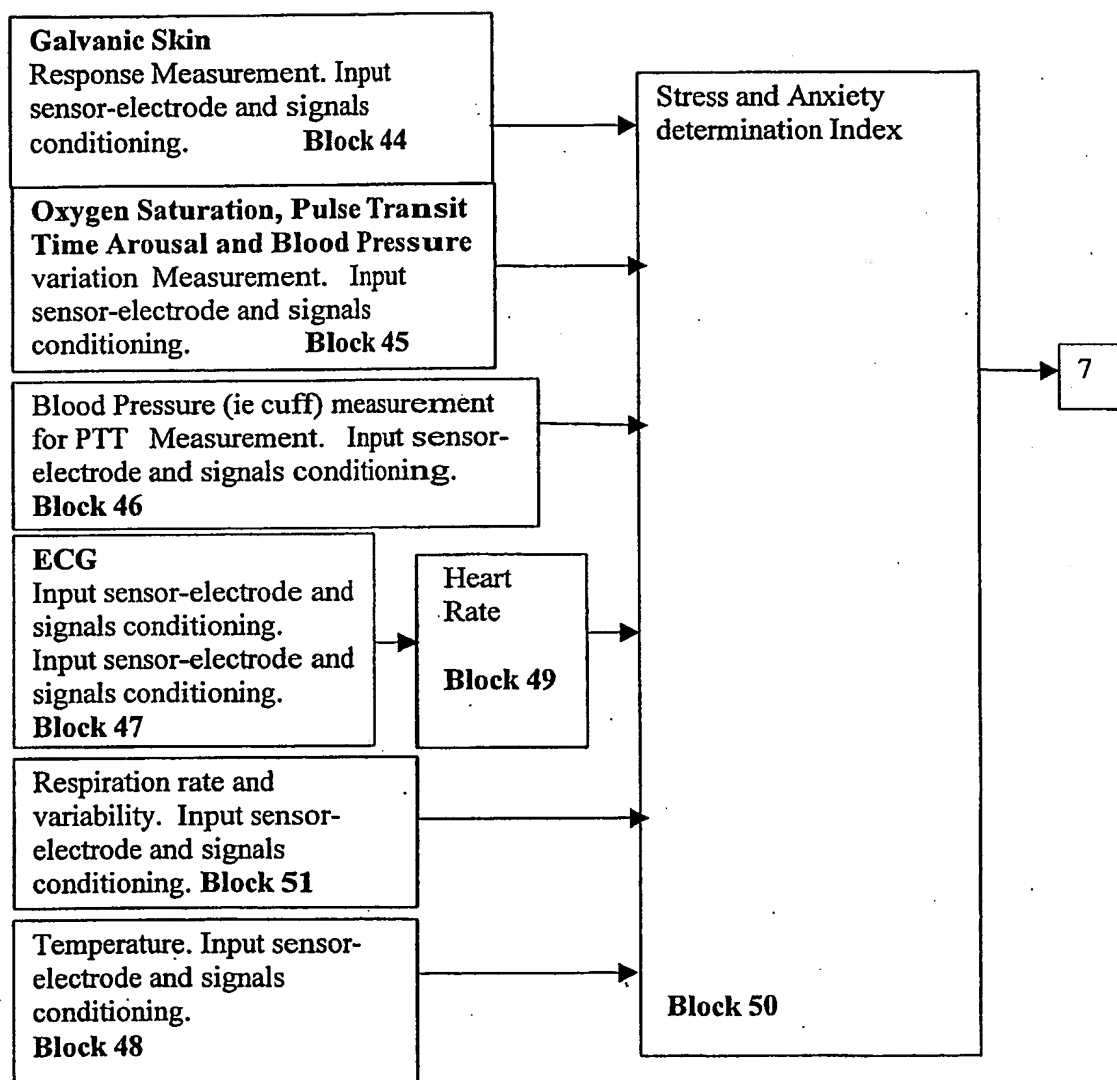 Galvanic Skin
Response Measurement. Input
sensor-electrode and signals
conditioning. Block 44
Oxygen Saturation, Pulse Transit
Time Arousal and Blood Pressure
variation Measurement. Input
sensor-electrode and signals
conditioning. Block 45
Blood Pressure (ie cuff) measurement
for PTT Measurement. Input sensor-
electrode and signals conditioning.
Block 46
ECG
Input sensor-electrode and
signals conditioning.
Input sensor-electrode and
signals conditioning.
Block 47
Heart
Rate
Block 49
Respiration rate and
variability. Input sensor-
electrode and signals
conditioning. Block 51
Temperature. Input sensor-
electrode and signals
conditioning.
Block 48
Stress and Anxiety
determination Index
Block 50
7